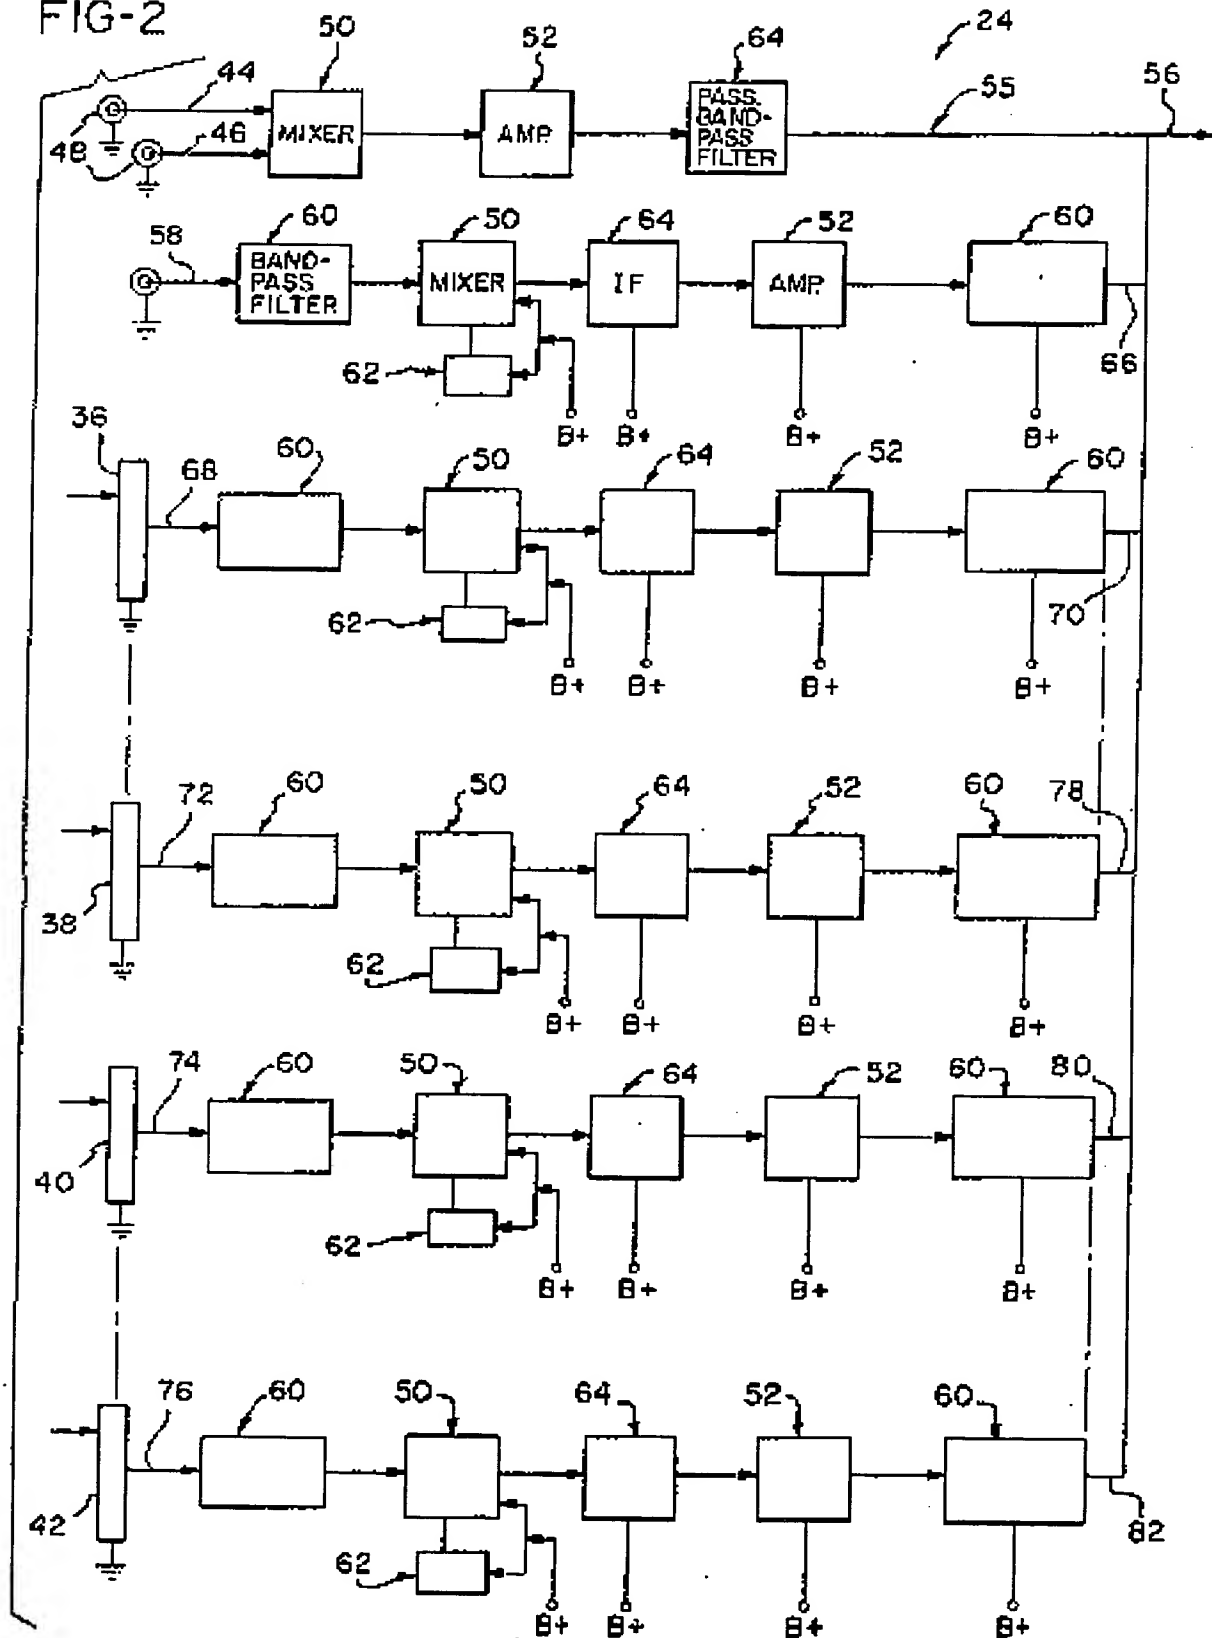 FIG-2
50 52 64 24
44 55 56
MIXER AMP. PASS. BAND-PASS FILTER
46
48
60 50 64 52 60
58
BAND-PASS FILTER MIXER IF AMP.
62 66
B+ B+ B+ B+
36 68 60 50 64 52 60
62 70
B+ B+ B+ B+
72 60 50 64 52 60 78
38 62
B+ B+ B+ B+
74 60 50 64 52 60 80
40 62
B+ B+ B+ B+
76 60 50 64 52 60
42 62 82
B+ B+ B+ B+